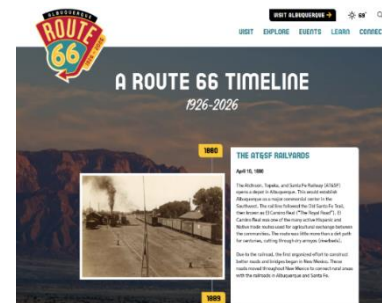 ALBUQUERQUE
ROUTE
66
1926 - 2026
VISIT ALBUQUERQUE →
68°
VISIT EXPLORE EVENTS LEARN CONNEC
A ROUTE 66 TIMELINE
1926-2026
1880
THE AT&SF RAILYARDS
April 10, 1880
The Atchison, Topeka, and Santa Fe Railway (AT&SF)
opens a depot in Albuquerque. This would establish
Albuquerque as a major commercial center in the
Southwest. The rail line followed the Old Santa Fe Trail,
then known as El Camino Real ("The Royal Road"). El
Camino Real was one of the many active Hispanic and
Native trade routes used for agricultural exchange between
the communities. The roads were little more than a dirt path
for centuries, cutting through dry arroyos (riverbeds).
Due to the railroad, the first organized effort to construct
better roads and bridges began in New Mexico. These
roads moved throughout New Mexico to connect rural areas
with the railroads in Albuquerque and Santa Fe.
1889